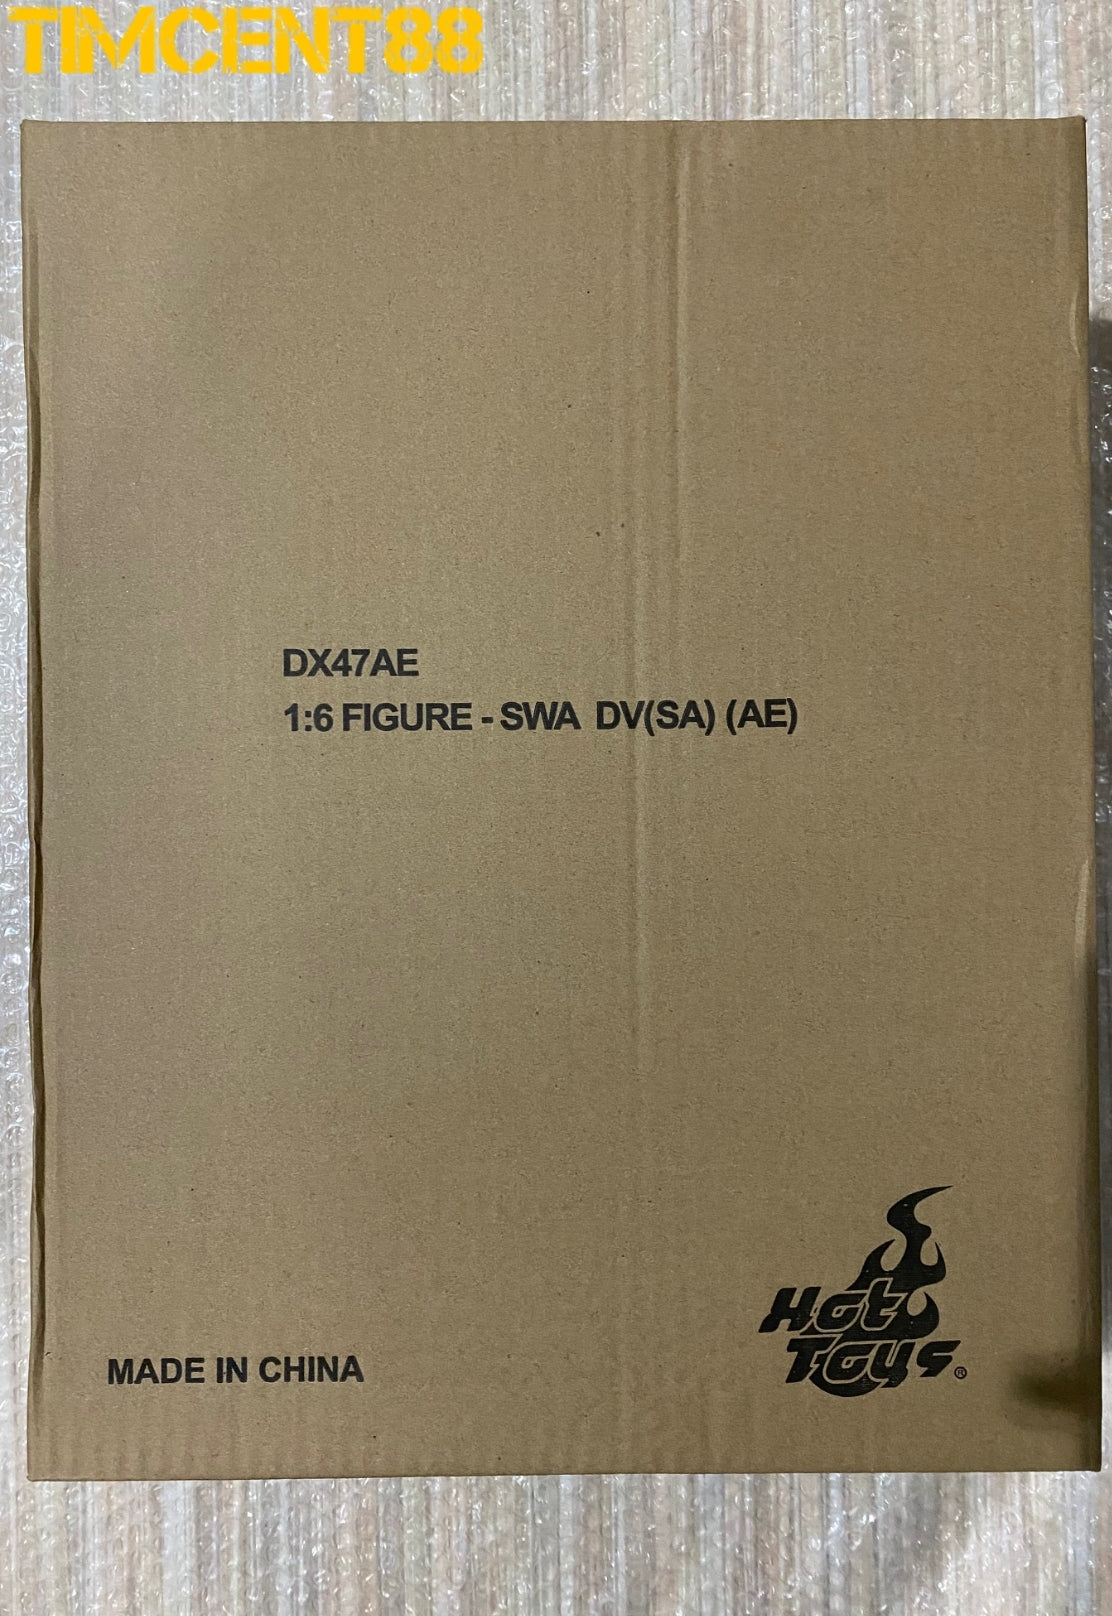 TIMCENT88
DX47AE
1:6 FIGURE - SWA DV(SA) (AE)
Hot
Toys®
MADE IN CHINA